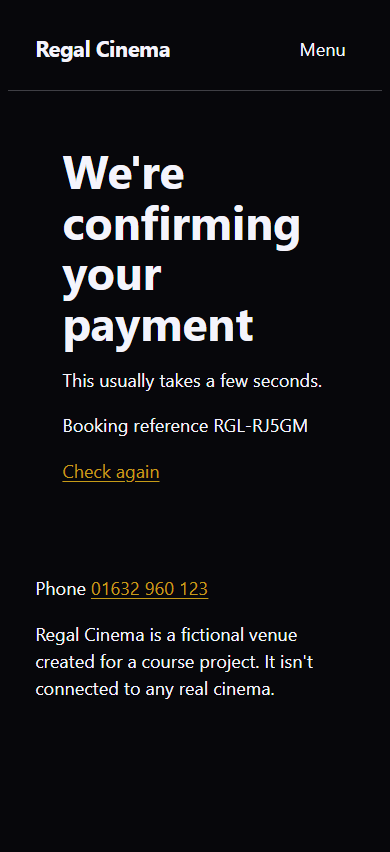 Regal Cinema
Menu
We're
confirming
your
payment
This usually takes a few seconds.
Booking reference RGL-RJ5GM
Check again
Phone 01632 960 123
Regal Cinema is a fictional venue
created for a course project. It isn't
connected to any real cinema.